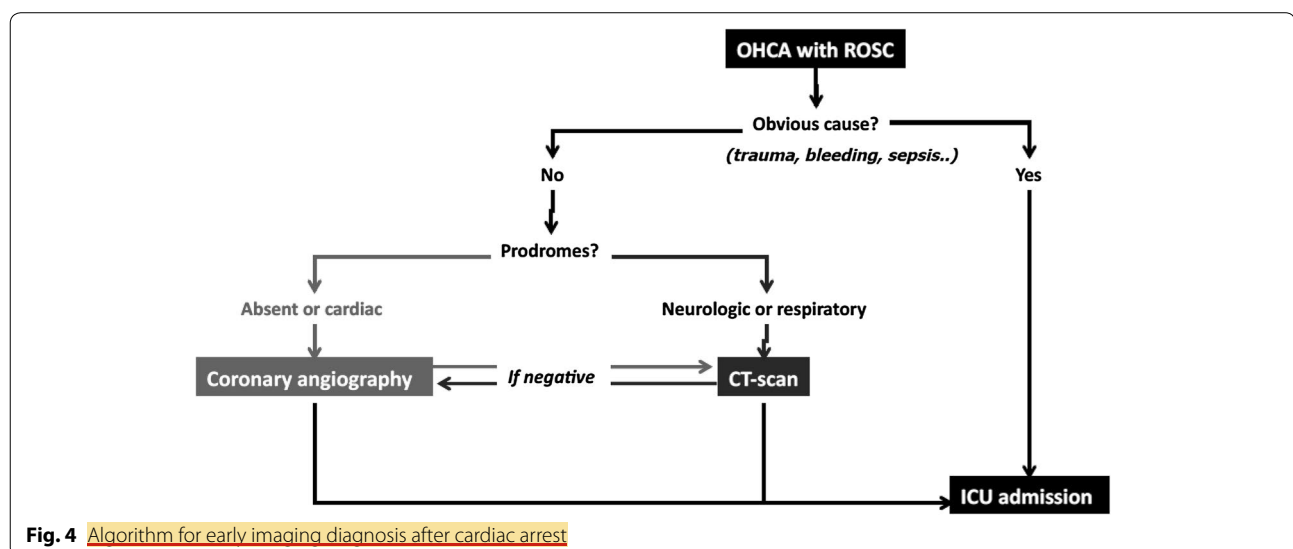 OHCA with ROSC
Obvious cause?
(trauma, bleeding, sepsis..)
No
Yes
Prodromes?
Absent or cardiac
Neurologic or respiratory
Coronary angiography
If negative
CT-scan
ICU admission
Fig. 4 Algorithm for early imaging diagnosis after cardiac arrest